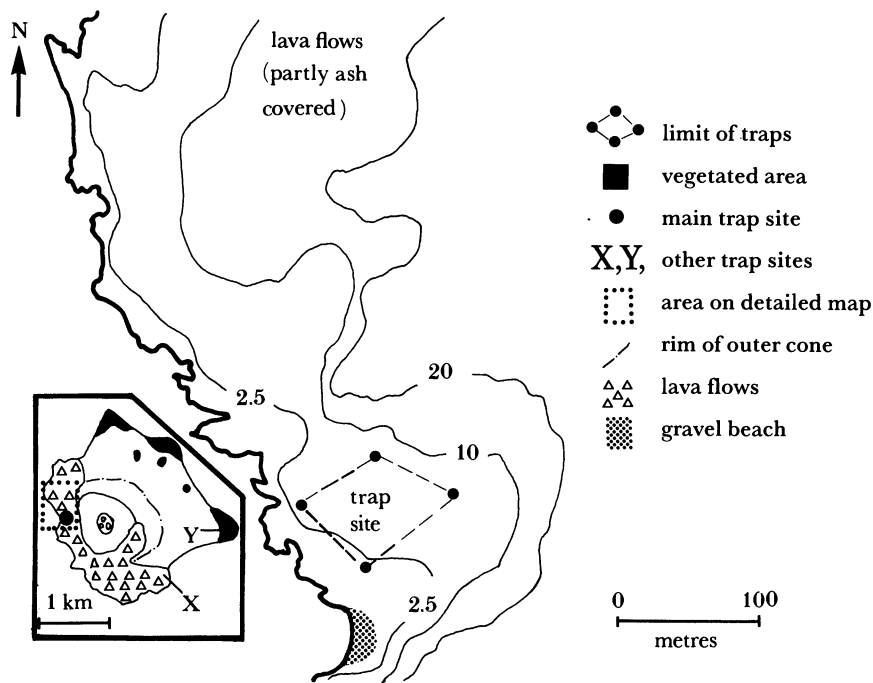 N
lava flows
(partly ash
covered)
limit of traps
vegetated area
main trap site
X,Y, other trap sites
area on detailed map
rim of outer cone
lava flows
gravel beach
20
2.5
10
trap
site
2.5
Y
X
1 km
0 100
metres